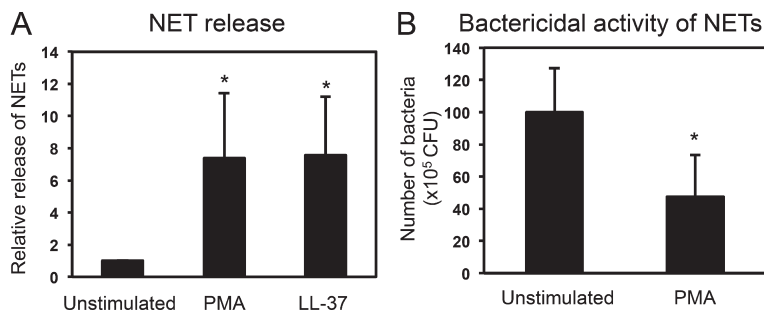 A
NET release
Relative release of NETs
14
12
10
8
6
4
2
0
*
*
Unstimulated
PMA
LL-37
B
Bactericidal activity of NETs
Number of bacteria
(x10⁵ CFU)
140
120
100
80
60
40
20
0
*
Unstimulated
PMA